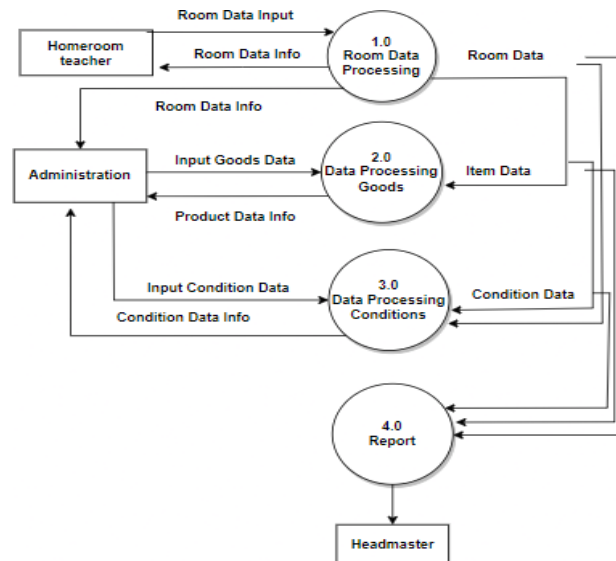 Room Data Input
Homeroom
teacher
Room Data Info
1.0
Room Data
Processing
Room Data
Room Data Info
Administration
Input Goods Data
2.0
Data Processing
Goods
Item Data
Product Data Info
Input Condition Data
3.0
Data Processing
Conditions
Condition Data
Condition Data Info
4.0
Report
Headmaster